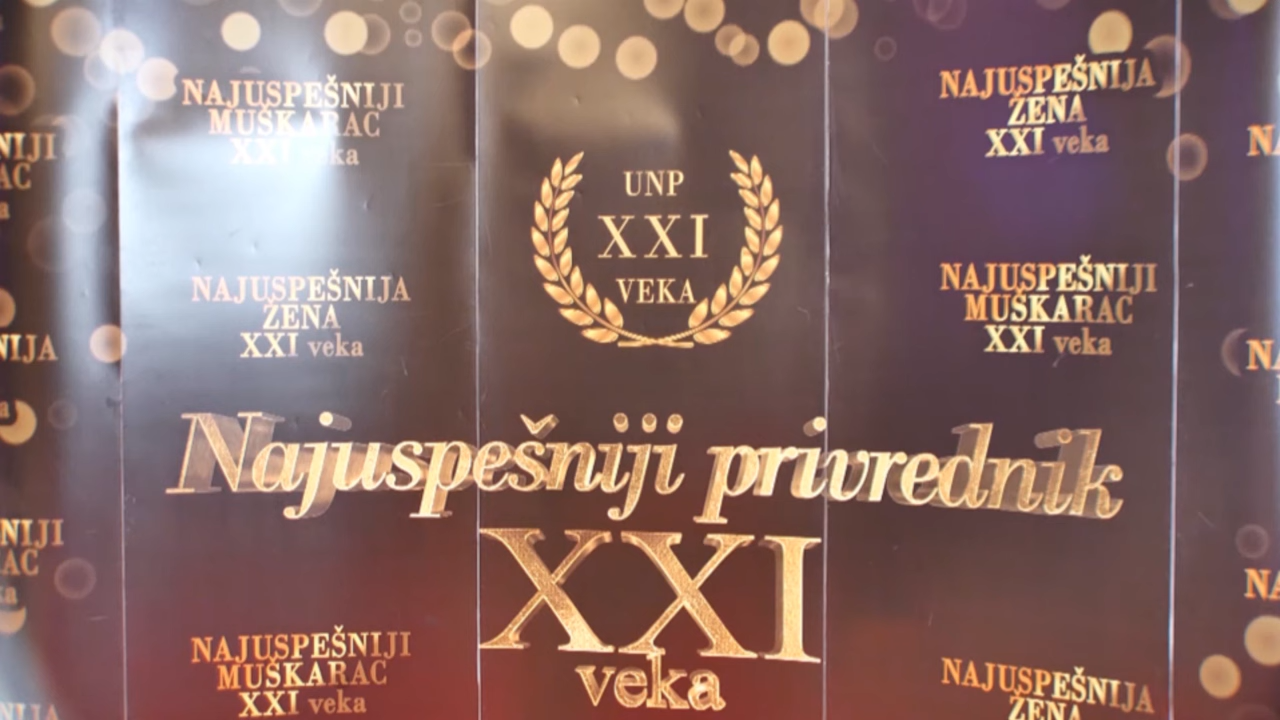 NAJUSPEŠNIJI
MUŠKARAC
XXI veka
NAJUSPEŠNIJA
ŽENA
XXI veka
UNP
XXI
VEKA
NAJUSPEŠNIJA
ŽENA
XXI veka
NAJUSPEŠNIJI
MUŠKARAC
XXI veka
Najuspešniji privrednik
XXI
veka
NAJUSPEŠNIJI
MUŠKARAC
XXI veka
NAJUSPEŠNIJA
ŽENA